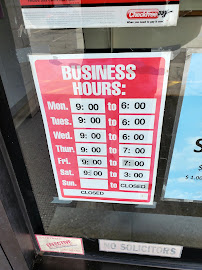 CheckFreePay
BUSINESS
HOURS:
Mon. 9:00 to 6:00
Tues. 9:00 to 6:00
Wed. 9:00 to 6:00
Thur. 9:00 to 7:00
Fri. 9:00 to 7:00
Sat. 9:00 to 3:00
Sun. to CLOSED
CLOSED
NO SOLICITORS